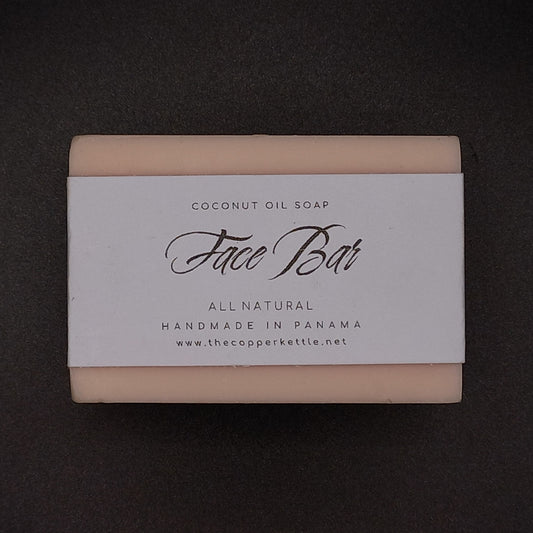 COCONUT OIL SOAP
Face Bar
ALL NATURAL
HANDMADE IN PANAMA
www.thecopperkettle.net